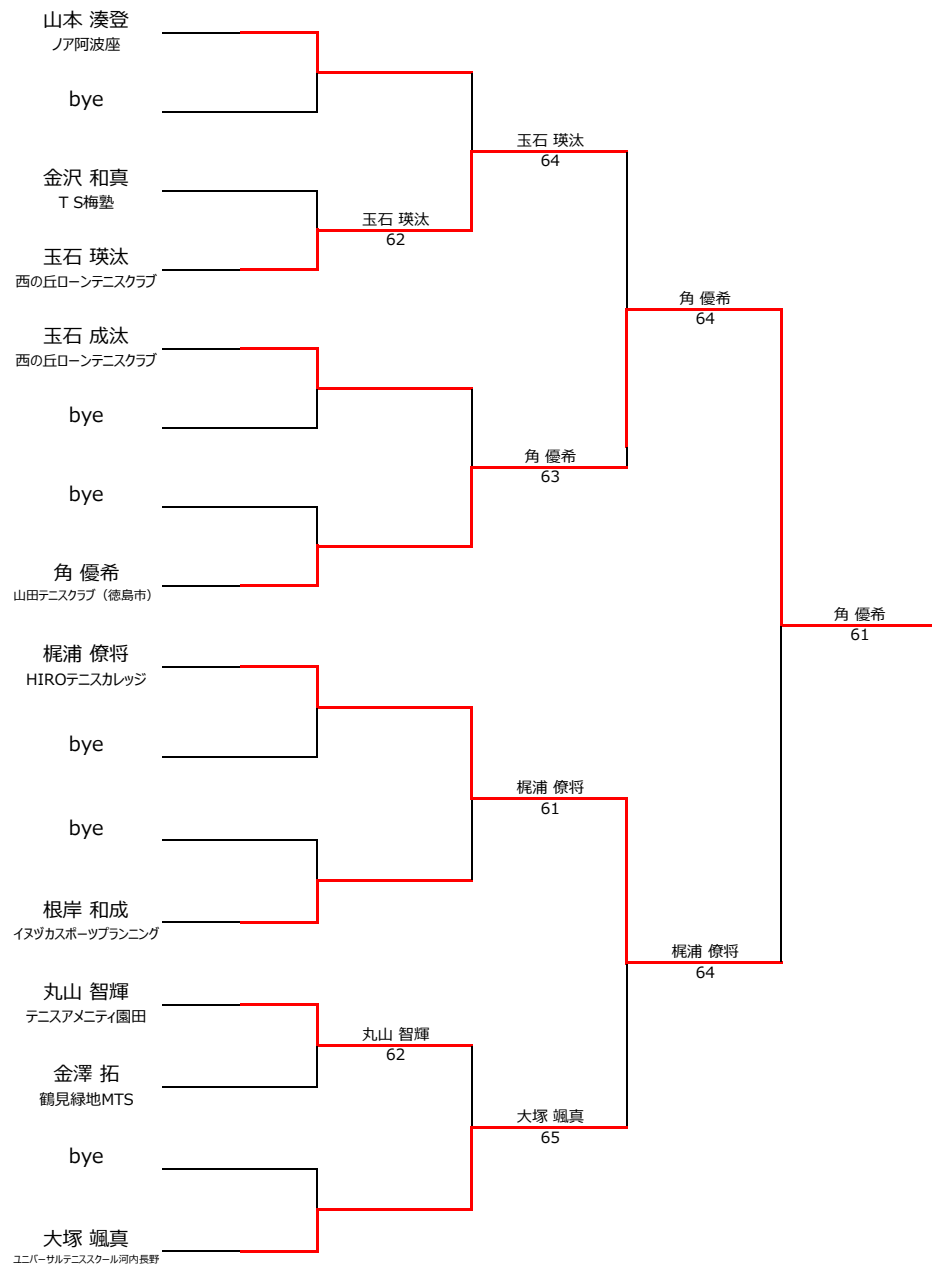 山本 湊登
ノア阿波座
bye
金沢 和真
ＴＳ梅塾
玉石 瑛汰
西の丘ローンテニスクラブ
玉石 成汰
西の丘ローンテニスクラブ
bye
bye
角 優希
山田テニスクラブ（徳島市）
梶浦 僚将
HIROテニスカレッジ
bye
bye
根岸 和成
イヌヅカスポーツプランニング
丸山 智輝
テニスアメニティ園田
金澤 拓
鶴見緑地MTS
bye
大塚 颯真
ユニバーサルテニススクール河内長野
玉石 瑛汰
62
丸山 智輝
62
玉石 瑛汰
64
角 優希
63
梶浦 僚将
61
大塚 颯真
65
角 優希
64
梶浦 僚将
64
角 優希
61